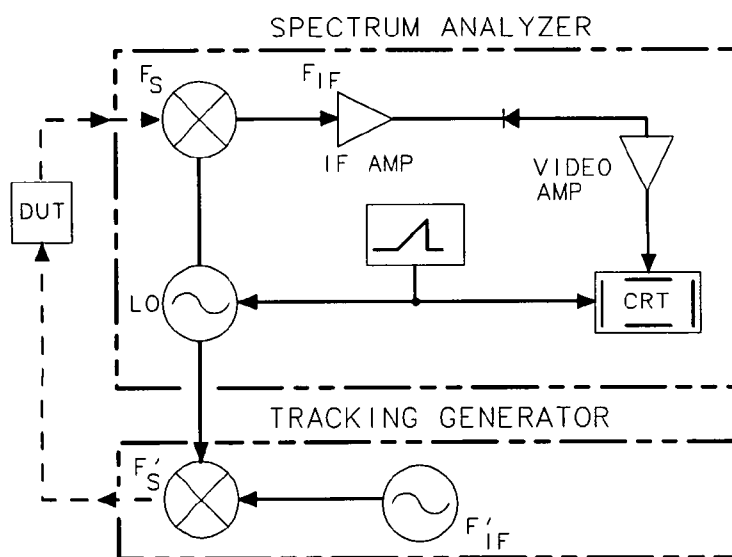 SPECTRUM ANALYZER
FS
FIF
IF AMP
VIDEO
AMP
DUT
LO
CRT
TRACKING GENERATOR
F'S
F'IF